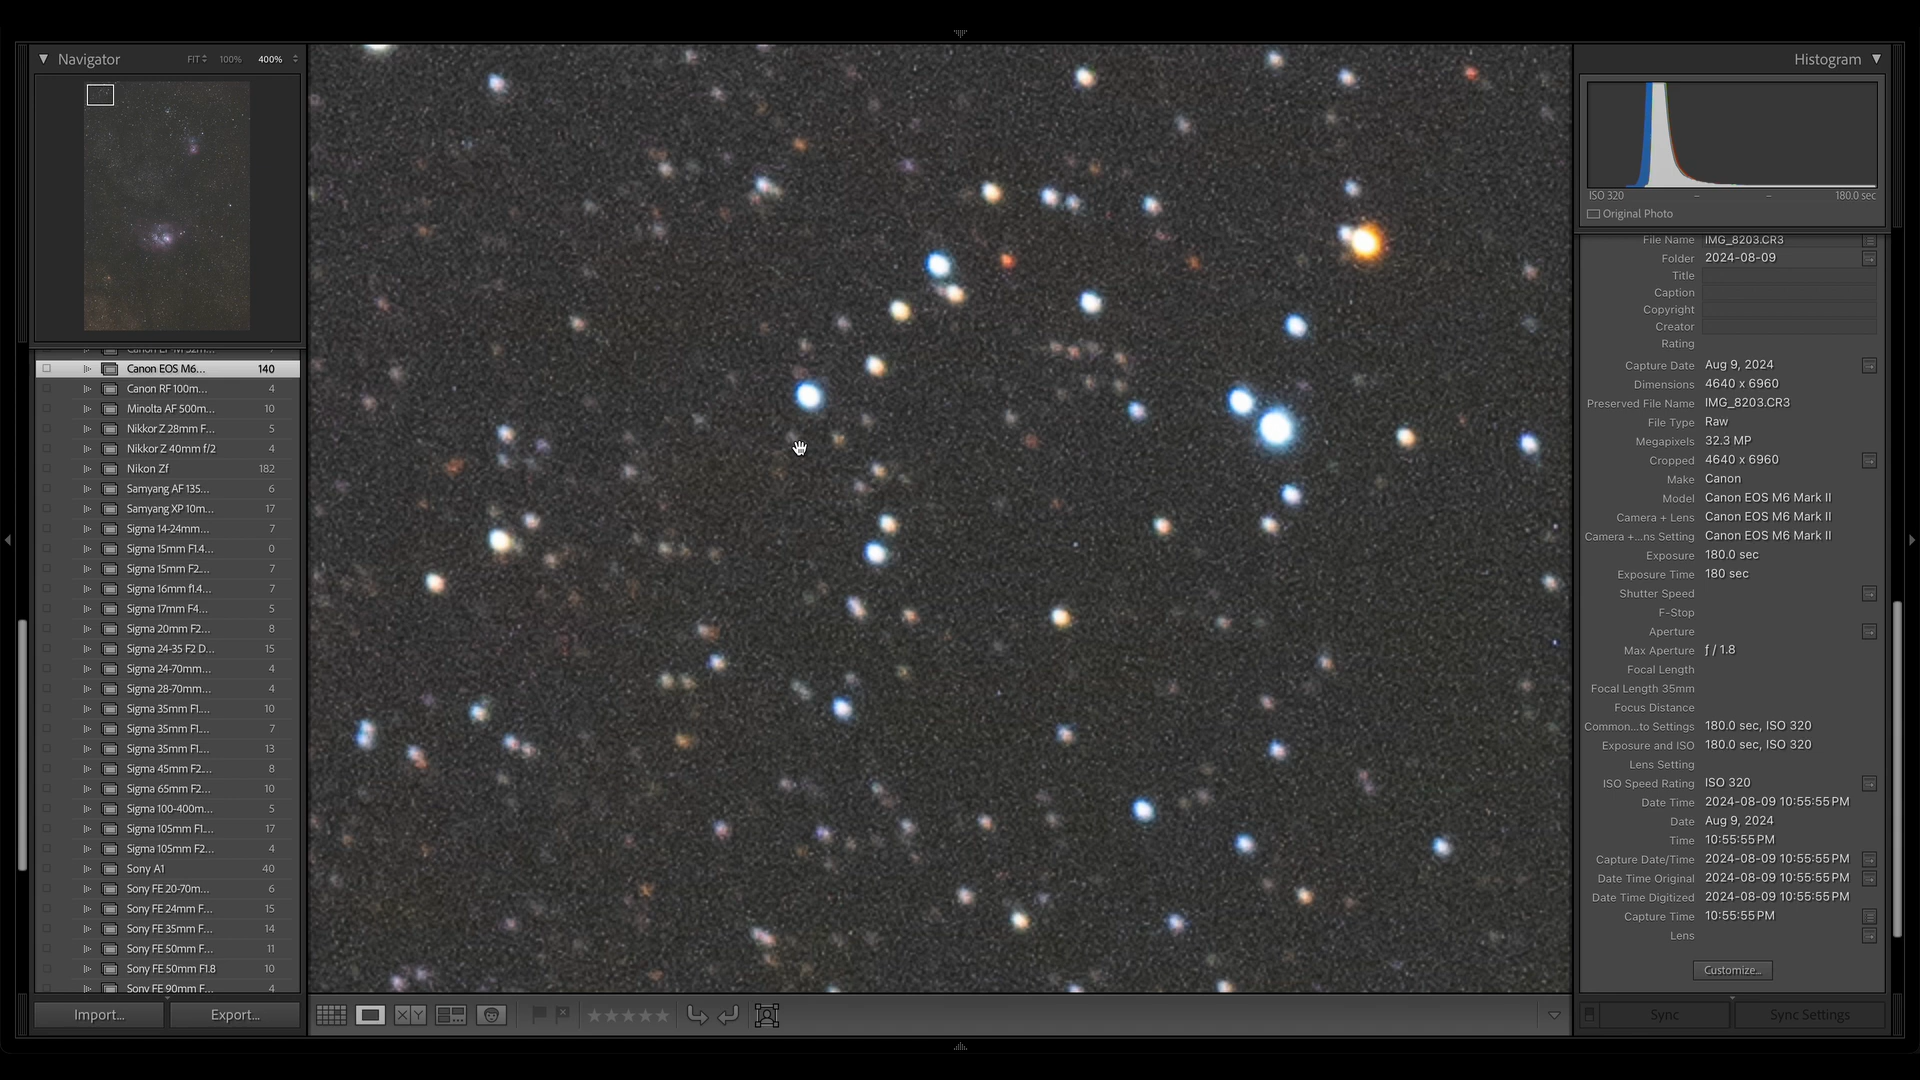 Navigator
FIT 100% 400%
Canon EOS M6... 140
Canon RF 100m... 4
Minolta AF 500m... 10
Nikkor Z 28mm F... 5
Nikkor Z 40mm f/2 4
Nikon Zf 182
Samyang AF 135... 6
Samyang XP 10m... 17
Sigma 14-24mm... 7
Sigma 15mm F1.4... 0
Sigma 15mm F2.... 7
Sigma 16mm f1.4... 7
Sigma 17mm F4... 5
Sigma 20mm F2... 8
Sigma 24-35 F2 D... 15
Sigma 24-70mm... 4
Sigma 28-70mm... 4
Sigma 35mm F1.... 10
Sigma 35mm F1.... 7
Sigma 35mm F1.... 13
Sigma 45mm F2.... 8
Sigma 65mm F2... 10
Sigma 100-400m... 5
Sigma 105mm F1.... 17
Sigma 105mm F2... 4
Sony A1 40
Sony FE 20-70m... 6
Sony FE 24mm F... 15
Sony FE 35mm F... 14
Sony FE 50mm F... 11
Sony FE 50mm F1.8 10
Sony FE 90mm F... 4
Import... Export...
XY
Histogram
ISO 320 – – 180.0 sec
Original Photo
File Name IMG_8203.CR3
Folder 2024-08-09
Title
Caption
Copyright
Creator
Rating
Capture Date Aug 9, 2024
Dimensions 4640 x 6960
Preserved File Name IMG_8203.CR3
File Type Raw
Megapixels 32.3 MP
Cropped 4640 x 6960
Make Canon
Model Canon EOS M6 Mark II
Camera + Lens Canon EOS M6 Mark II
Camera +...ns Setting Canon EOS M6 Mark II
Exposure 180.0 sec
Exposure Time 180 sec
Shutter Speed
F-Stop
Aperture
Max Aperture ƒ / 1.8
Focal Length
Focal Length 35mm
Focus Distance
Common...to Settings 180.0 sec, ISO 320
Exposure and ISO 180.0 sec, ISO 320
Lens Setting
ISO Speed Rating ISO 320
Date Time 2024-08-09 10:55:55 PM
Date Aug 9, 2024
Time 10:55:55 PM
Capture Date/Time 2024-08-09 10:55:55 PM
Date Time Original 2024-08-09 10:55:55 PM
Date Time Digitized 2024-08-09 10:55:55 PM
Capture Time 10:55:55 PM
Lens
Customize...
Sync Sync Settings